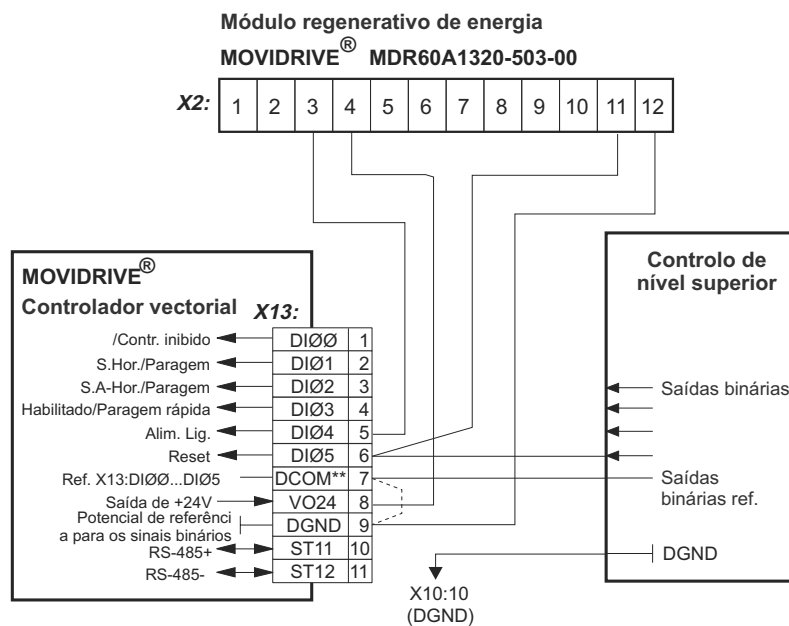 Módulo regenerativo de energia
MOVIDRIVE® MDR60A1320-503-00
X2: 1 2 3 4 5 6 7 8 9 10 11 12
MOVIDRIVE®
Controlador vectorial X13:
/Contr. inibido DIØØ 1
S.Hor./Paragem DIØ1 2
S.A-Hor./Paragem DIØ2 3
Habilitado/Paragem rápida DIØ3 4
Alim. Lig. DIØ4 5
Reset DIØ5 6
Ref. X13:DIØØ...DIØ5 DCOM** 7
Saída de +24V VO24 8
Potencial de referênci
a para os sinais binários DGND 9
RS-485+ ST11 10
RS-485- ST12 11
Controlo de
nível superior
Saídas binárias
Saídas
binárias ref.
DGND
X10:10
(DGND)